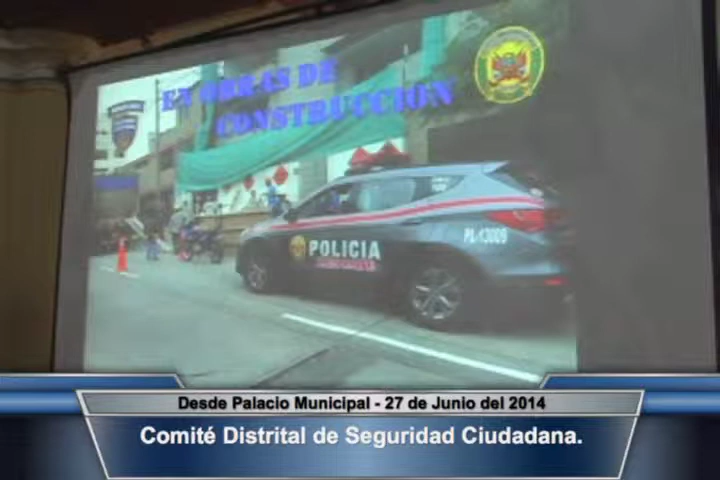 EN OBRAS DE
CONSTRUCCION
POLICIA
PL-13009
Desde Palacio Municipal - 27 de Junio del 2014
Comité Distrital de Seguridad Ciudadana.